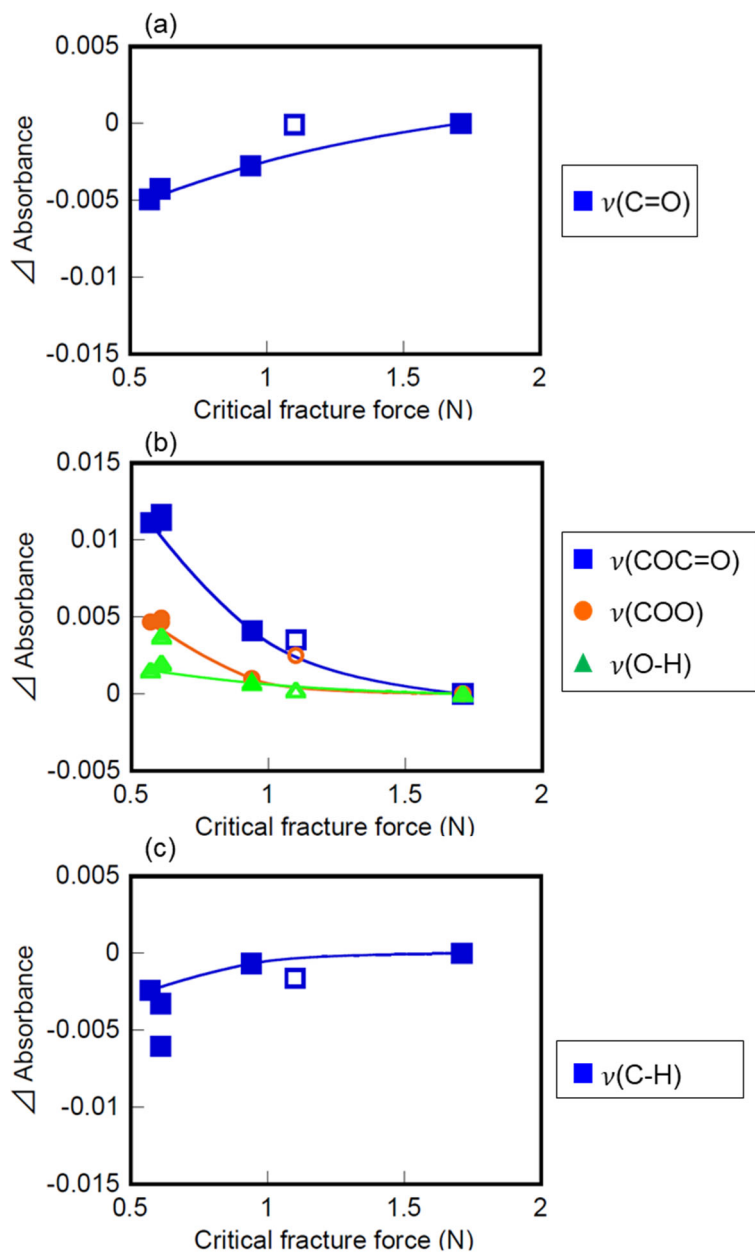 (a)
0.005
0
-0.005
-0.01
-0.015
⊿ Absorbance
0.5
1
1.5
2
Critical fracture force (N)
ν(C=O)
(b)
0.015
0.01
0.005
0
-0.005
⊿ Absorbance
0.5
1
1.5
2
Critical fracture force (N)
ν(COC=O)
ν(COO)
ν(O-H)
(c)
0.005
0
-0.005
-0.01
-0.015
⊿ Absorbance
0.5
1
1.5
2
Critical fracture force (N)
ν(C-H)